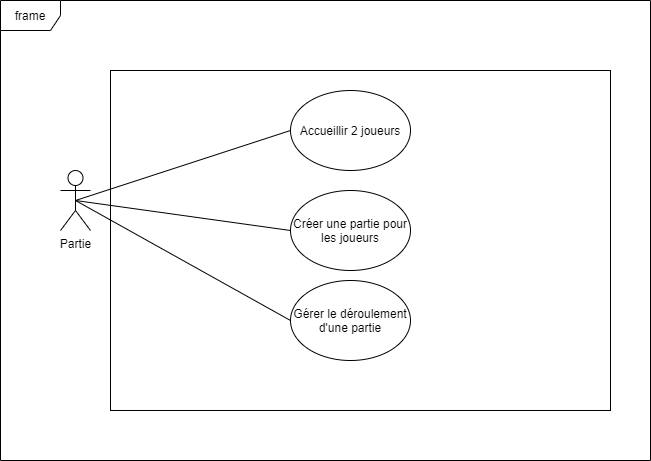 frame
Accueillir 2 joueurs
Partie
Créer une partie pour
les joueurs
Gérer le déroulement
d'une partie